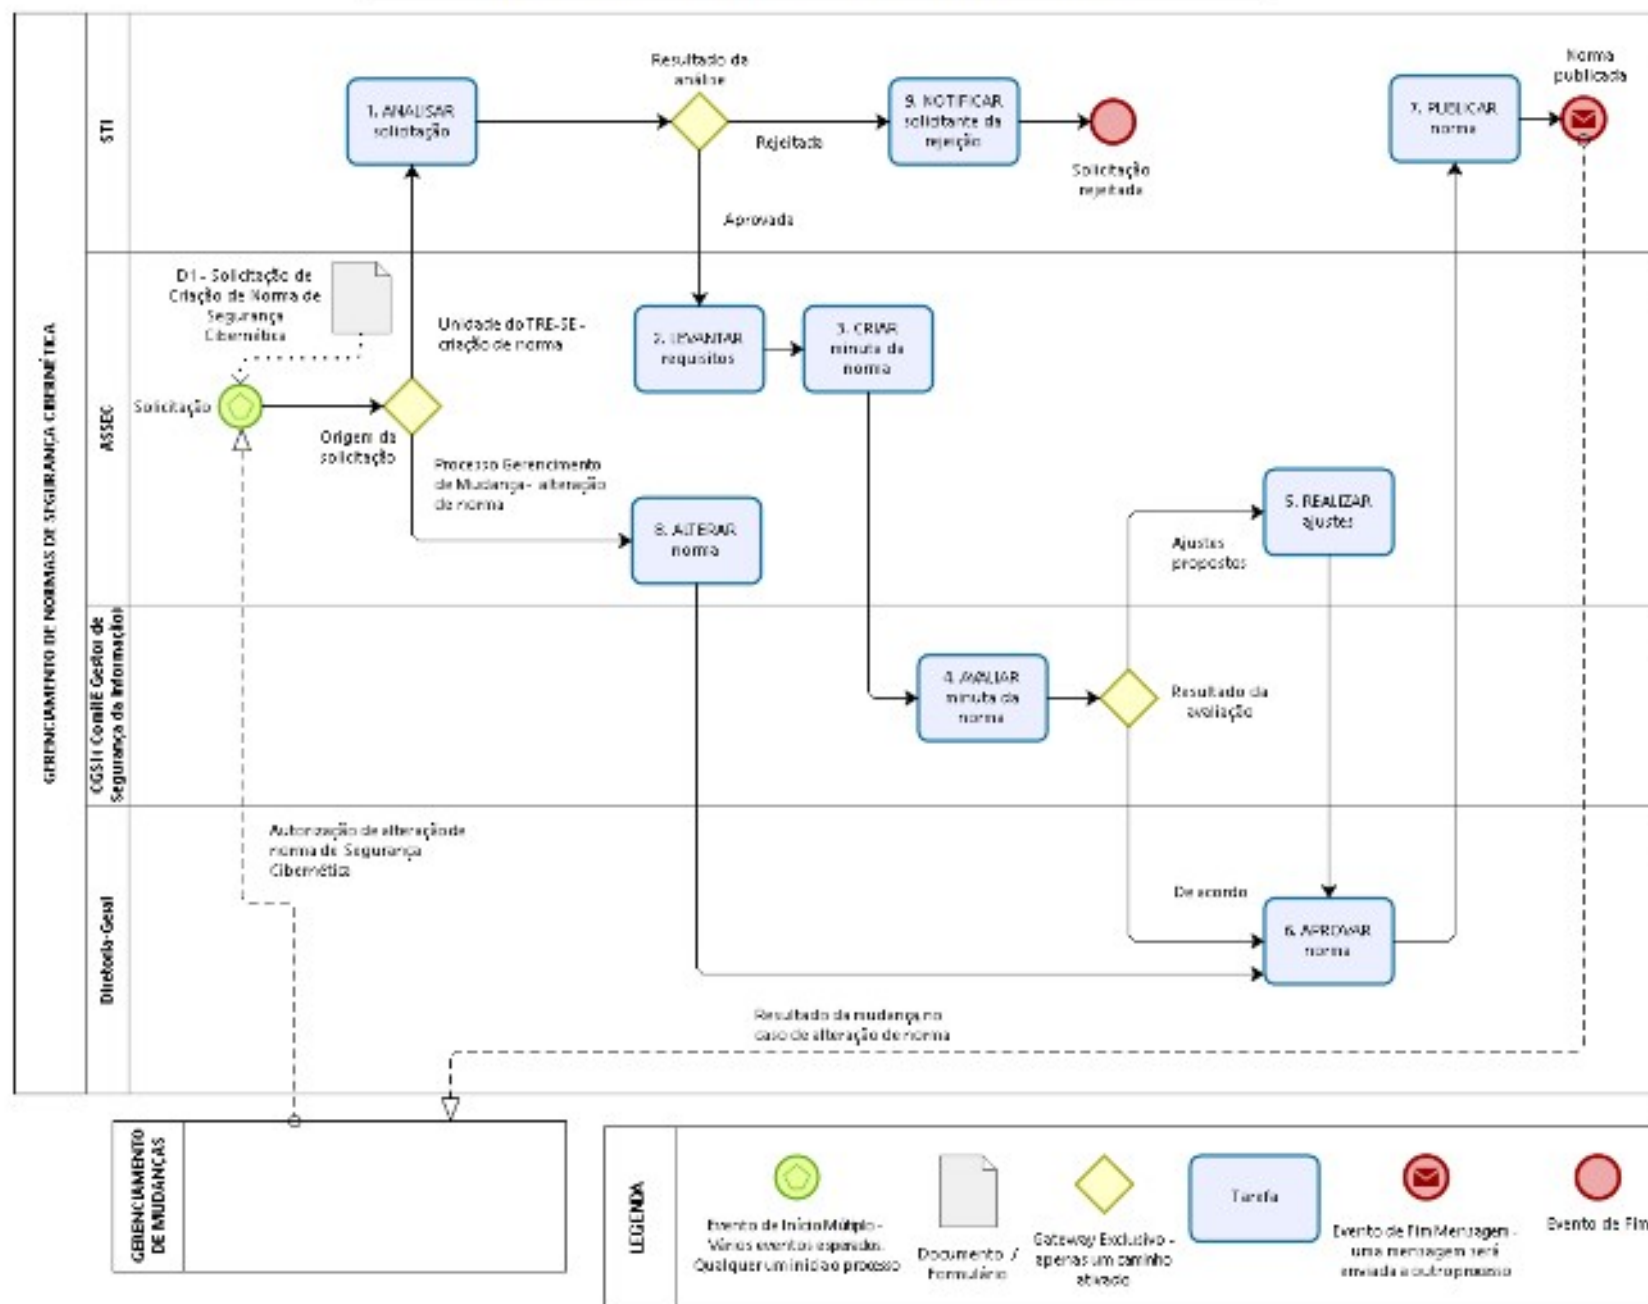 GERENCIAMENTO DE NORMAS DE SEGURANÇA CIBERNÉTICA
STI
1. ANALISAR
solicitação
Resultado da
análise
Rejeitada
Aprovada
9. NOTIFICAR
solicitante da
rejeição
Solicitação
rejeitada
7. PUBLICAR
norma
Norma
publicada
ASSEC
D1 - Solicitação de
Criação de Norma de
Segurança
Cibernética
Solicitação
Origem da
solicitação
Unidade do TRE-SE -
criação de norma
Processo Gerencimento
de Mudança - alteração
de norma
2. LEVANTAR
requisitos
3. CRIAR
minuta da
norma
8. ALTERAR
norma
Ajustes
propostos
5. REALIZAR
ajustes
CGSI (Comitê Gestor de
Segurança da Informação)
4. AVALIAR
minuta da
norma
Resultado da
avaliação
Diretoria-Geral
Autorização de alteração de
norma de Segurança
Cibernética
De acordo
6. APROVAR
norma
Resultado da mudança no
caso de alteração de norma
GERENCIAMENTO
DE MUDANÇAS
LEGENDA
Evento de Início Múltiplo -
Vários eventos esperados.
Qualquer um inicia o processo
Documento /
Formulário
Gateway Exclusivo -
apenas um caminho
ativado
Tarefa
Evento de Fim Mensagem -
uma mensagem será
enviada a outro processo
Evento de Fim